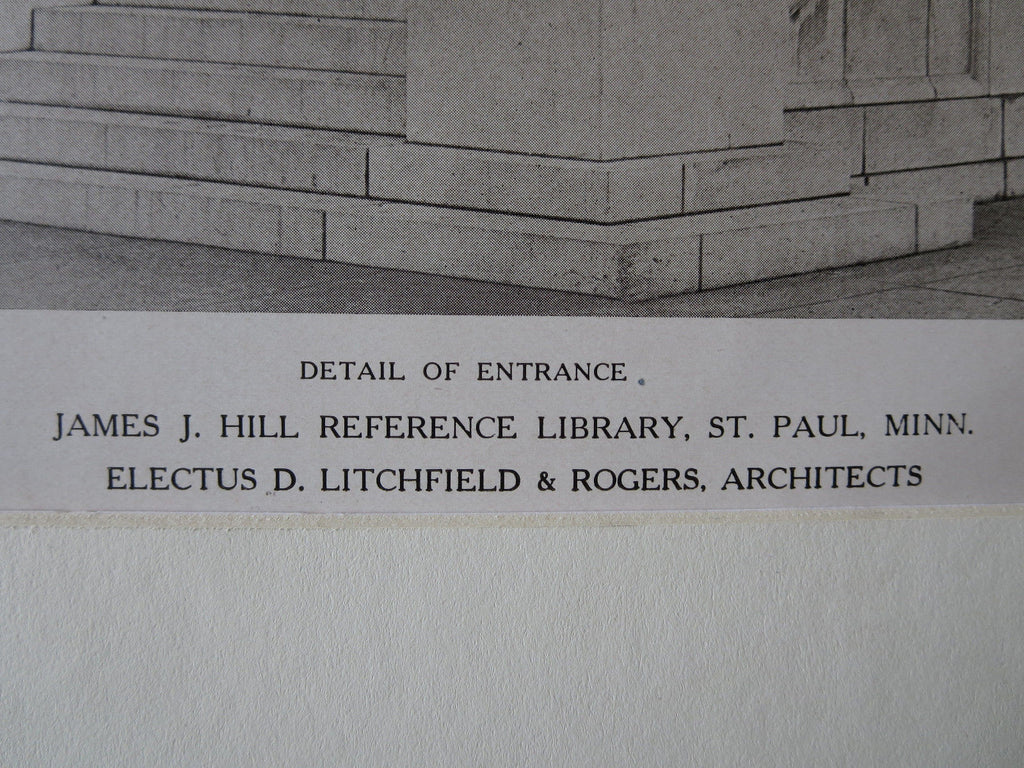 DETAIL OF ENTRANCE
JAMES J. HILL REFERENCE LIBRARY, ST. PAUL, MINN.
ELECTUS D. LITCHFIELD & ROGERS, ARCHITECTS